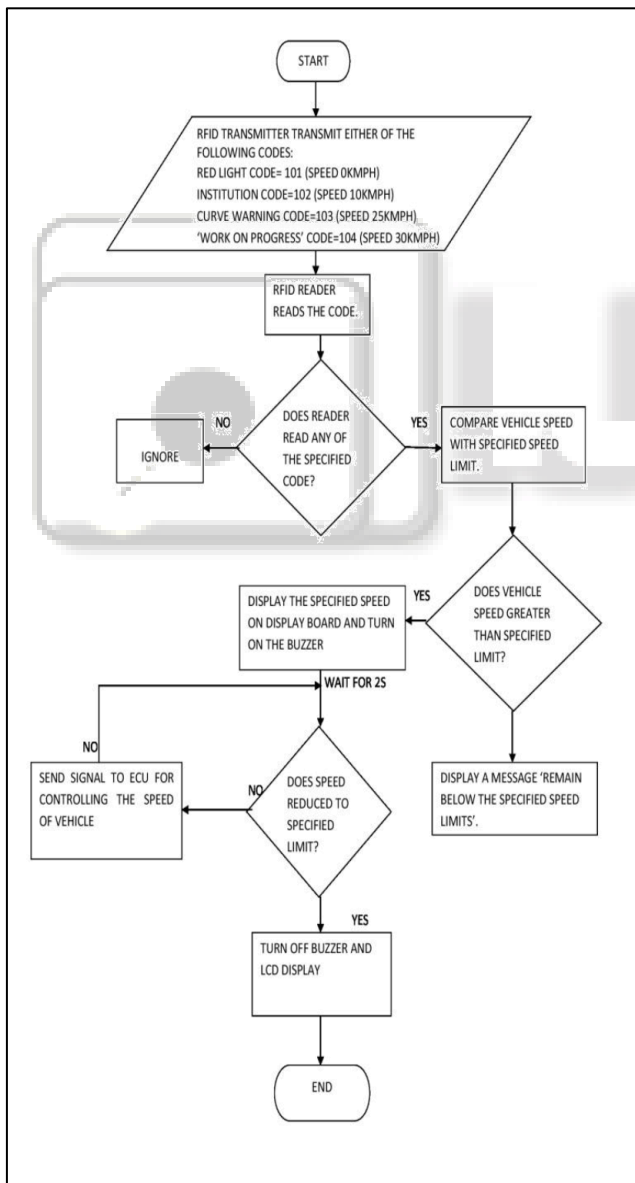 START
RFID TRANSMITTER TRANSMIT EITHER OF THE
FOLLOWING CODES:
RED LIGHT CODE= 101 (SPEED 0KMPH)
INSTITUTION CODE=102 (SPEED 10KMPH)
CURVE WARNING CODE=103 (SPEED 25KMPH)
‘WORK ON PROGRESS’ CODE=104 (SPEED 30KMPH)
RFID READER
READS THE CODE.
DOES READER
READ ANY OF
THE SPECIFIED
CODE?
NO
IGNORE
YES
COMPARE VEHICLE SPEED
WITH SPECIFIED SPEED
LIMIT.
DOES VEHICLE
SPEED GREATER
THAN SPECIFIED
LIMIT?
YES
DISPLAY THE SPECIFIED SPEED
ON DISPLAY BOARD AND TURN
ON THE BUZZER
WAIT FOR 2S
DISPLAY A MESSAGE ‘REMAIN
BELOW THE SPECIFIED SPEED
LIMITS’.
DOES SPEED
REDUCED TO
SPECIFIED
LIMIT?
NO
SEND SIGNAL TO ECU FOR
CONTROLLING THE SPEED
OF VEHICLE
NO
YES
TURN OFF BUZZER AND
LCD DISPLAY
END